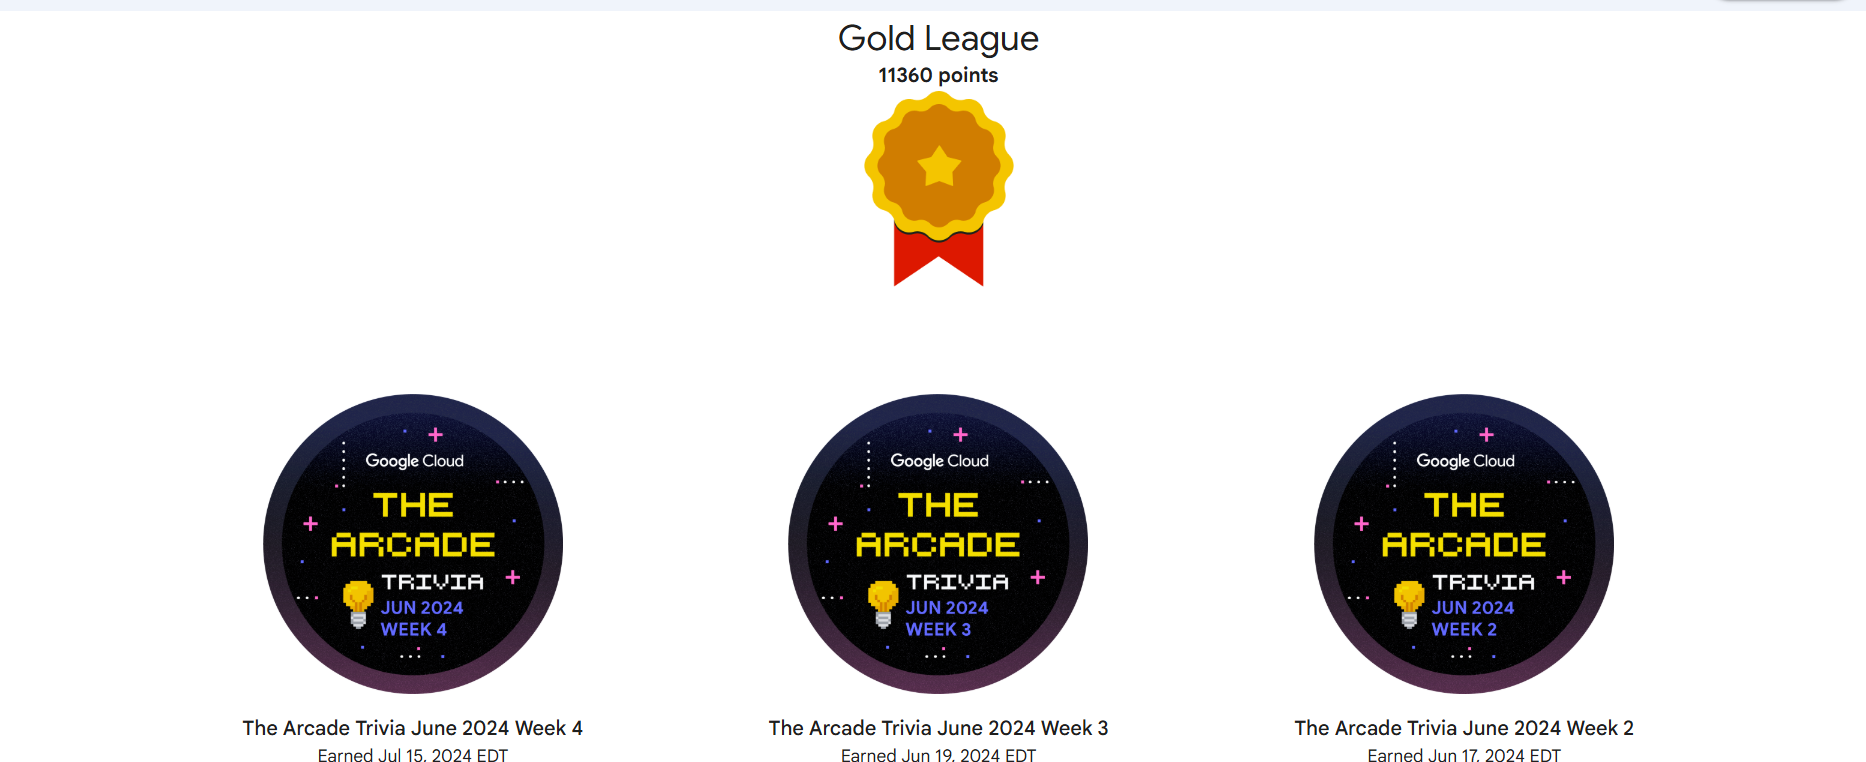 Gold League
11360 points
Google Cloud
THE
ARCADE
TRIVIA
JUN 2024
WEEK 4
The Arcade Trivia June 2024 Week 4
Earned Jul 15, 2024 EDT
Google Cloud
THE
ARCADE
TRIVIA
JUN 2024
WEEK 3
The Arcade Trivia June 2024 Week 3
Earned Jun 19, 2024 EDT
Google Cloud
THE
ARCADE
TRIVIA
JUN 2024
WEEK 2
The Arcade Trivia June 2024 Week 2
Earned Jun 17, 2024 EDT